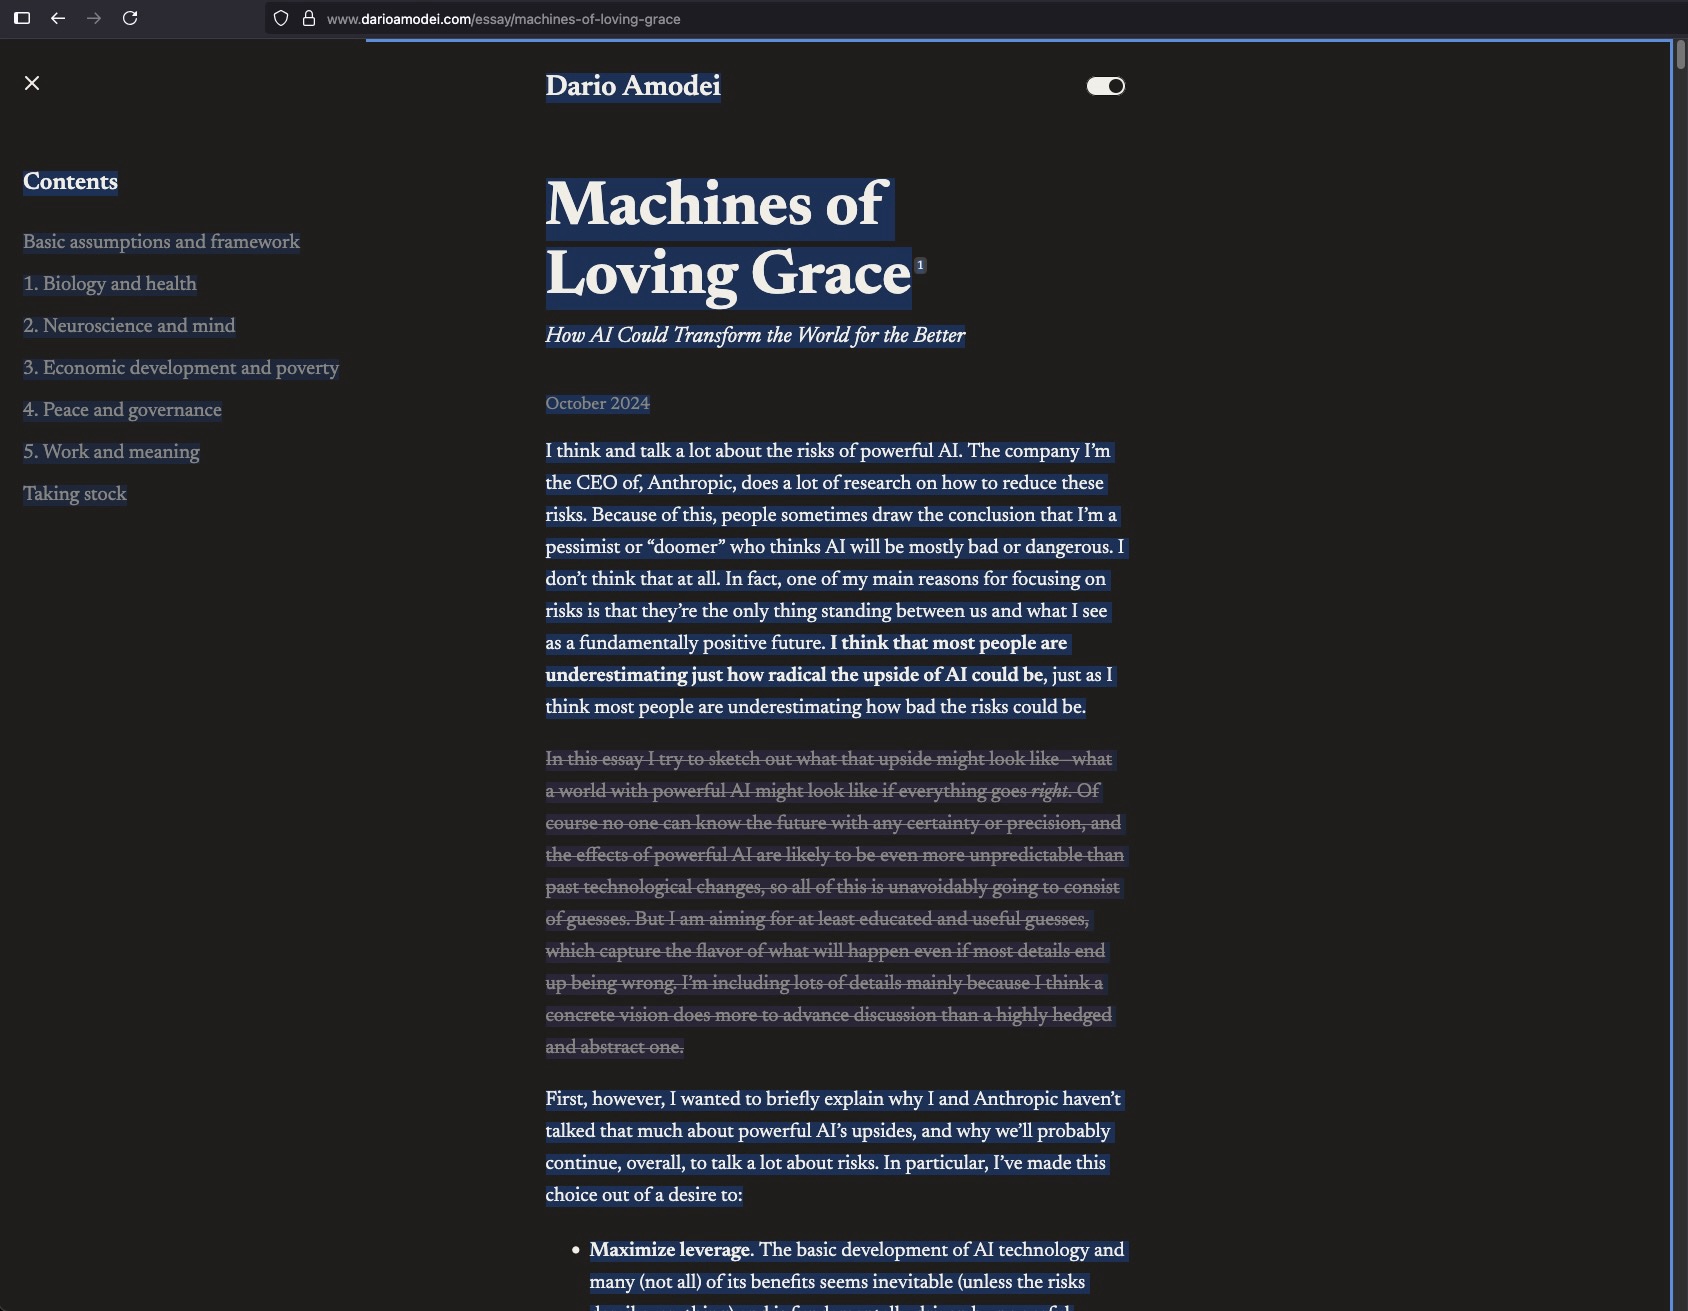 www.darioamodei.com/essay/machines-of-loving-grace
Dario Amodei
Contents
Basic assumptions and framework
1. Biology and health
2. Neuroscience and mind
3. Economic development and poverty
4. Peace and governance
5. Work and meaning
Taking stock
Machines of
Loving Grace1
How AI Could Transform the World for the Better
October 2024
I think and talk a lot about the risks of powerful AI. The company I’m
the CEO of, Anthropic, does a lot of research on how to reduce these
risks. Because of this, people sometimes draw the conclusion that I’m a
pessimist or “doomer” who thinks AI will be mostly bad or dangerous. I
don’t think that at all. In fact, one of my main reasons for focusing on
risks is that they’re the only thing standing between us and what I see
as a fundamentally positive future. I think that most people are
underestimating just how radical the upside of AI could be, just as I
think most people are underestimating how bad the risks could be.
In this essay I try to sketch out what that upside might look like—what
a world with powerful AI might look like if everything goes right. Of
course no one can know the future with any certainty or precision, and
the effects of powerful AI are likely to be even more unpredictable than
past technological changes, so all of this is unavoidably going to consist
of guesses. But I am aiming for at least educated and useful guesses,
which capture the flavor of what will happen even if most details end
up being wrong. I’m including lots of details mainly because I think a
concrete vision does more to advance discussion than a highly hedged
and abstract one.
First, however, I wanted to briefly explain why I and Anthropic haven’t
talked that much about powerful AI’s upsides, and why we’ll probably
continue, overall, to talk a lot about risks. In particular, I’ve made this
choice out of a desire to:
• Maximize leverage. The basic development of AI technology and
many (not all) of its benefits seems inevitable (unless the risks